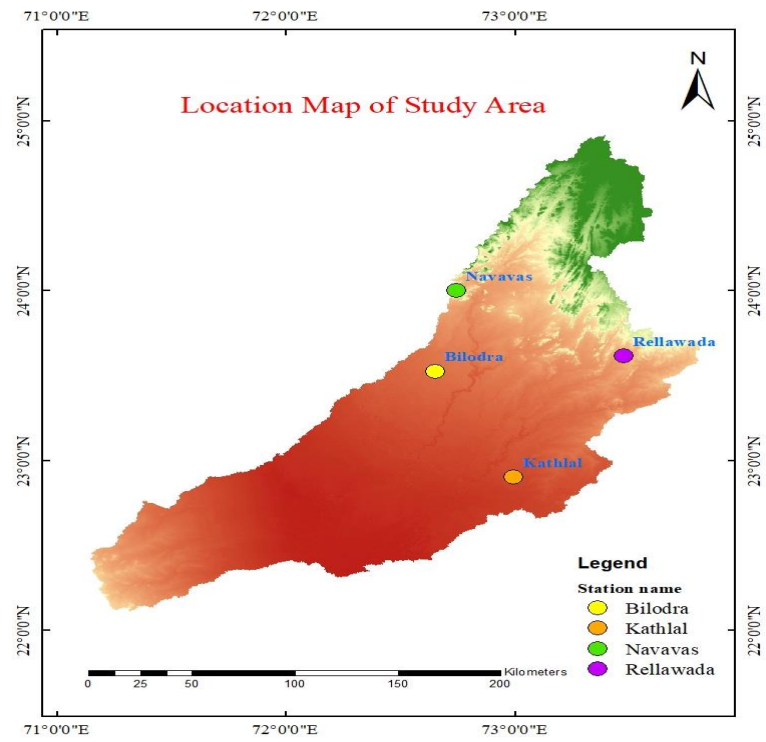 71°0'0"E 72°0'0"E 73°0'0"E
N
Location Map of Study Area
25°0'0"N 25°0'0"N
Navavas
24°0'0"N 24°0'0"N
Rellawada
Bilodra
Kathlal
23°0'0"N 23°0'0"N
Legend
Station name
Bilodra
Kathlal
Navavas
Rellawada
22°0'0"N 22°0'0"N
Kilometers
0 25 50 100 150 200
71°0'0"E 72°0'0"E 73°0'0"E